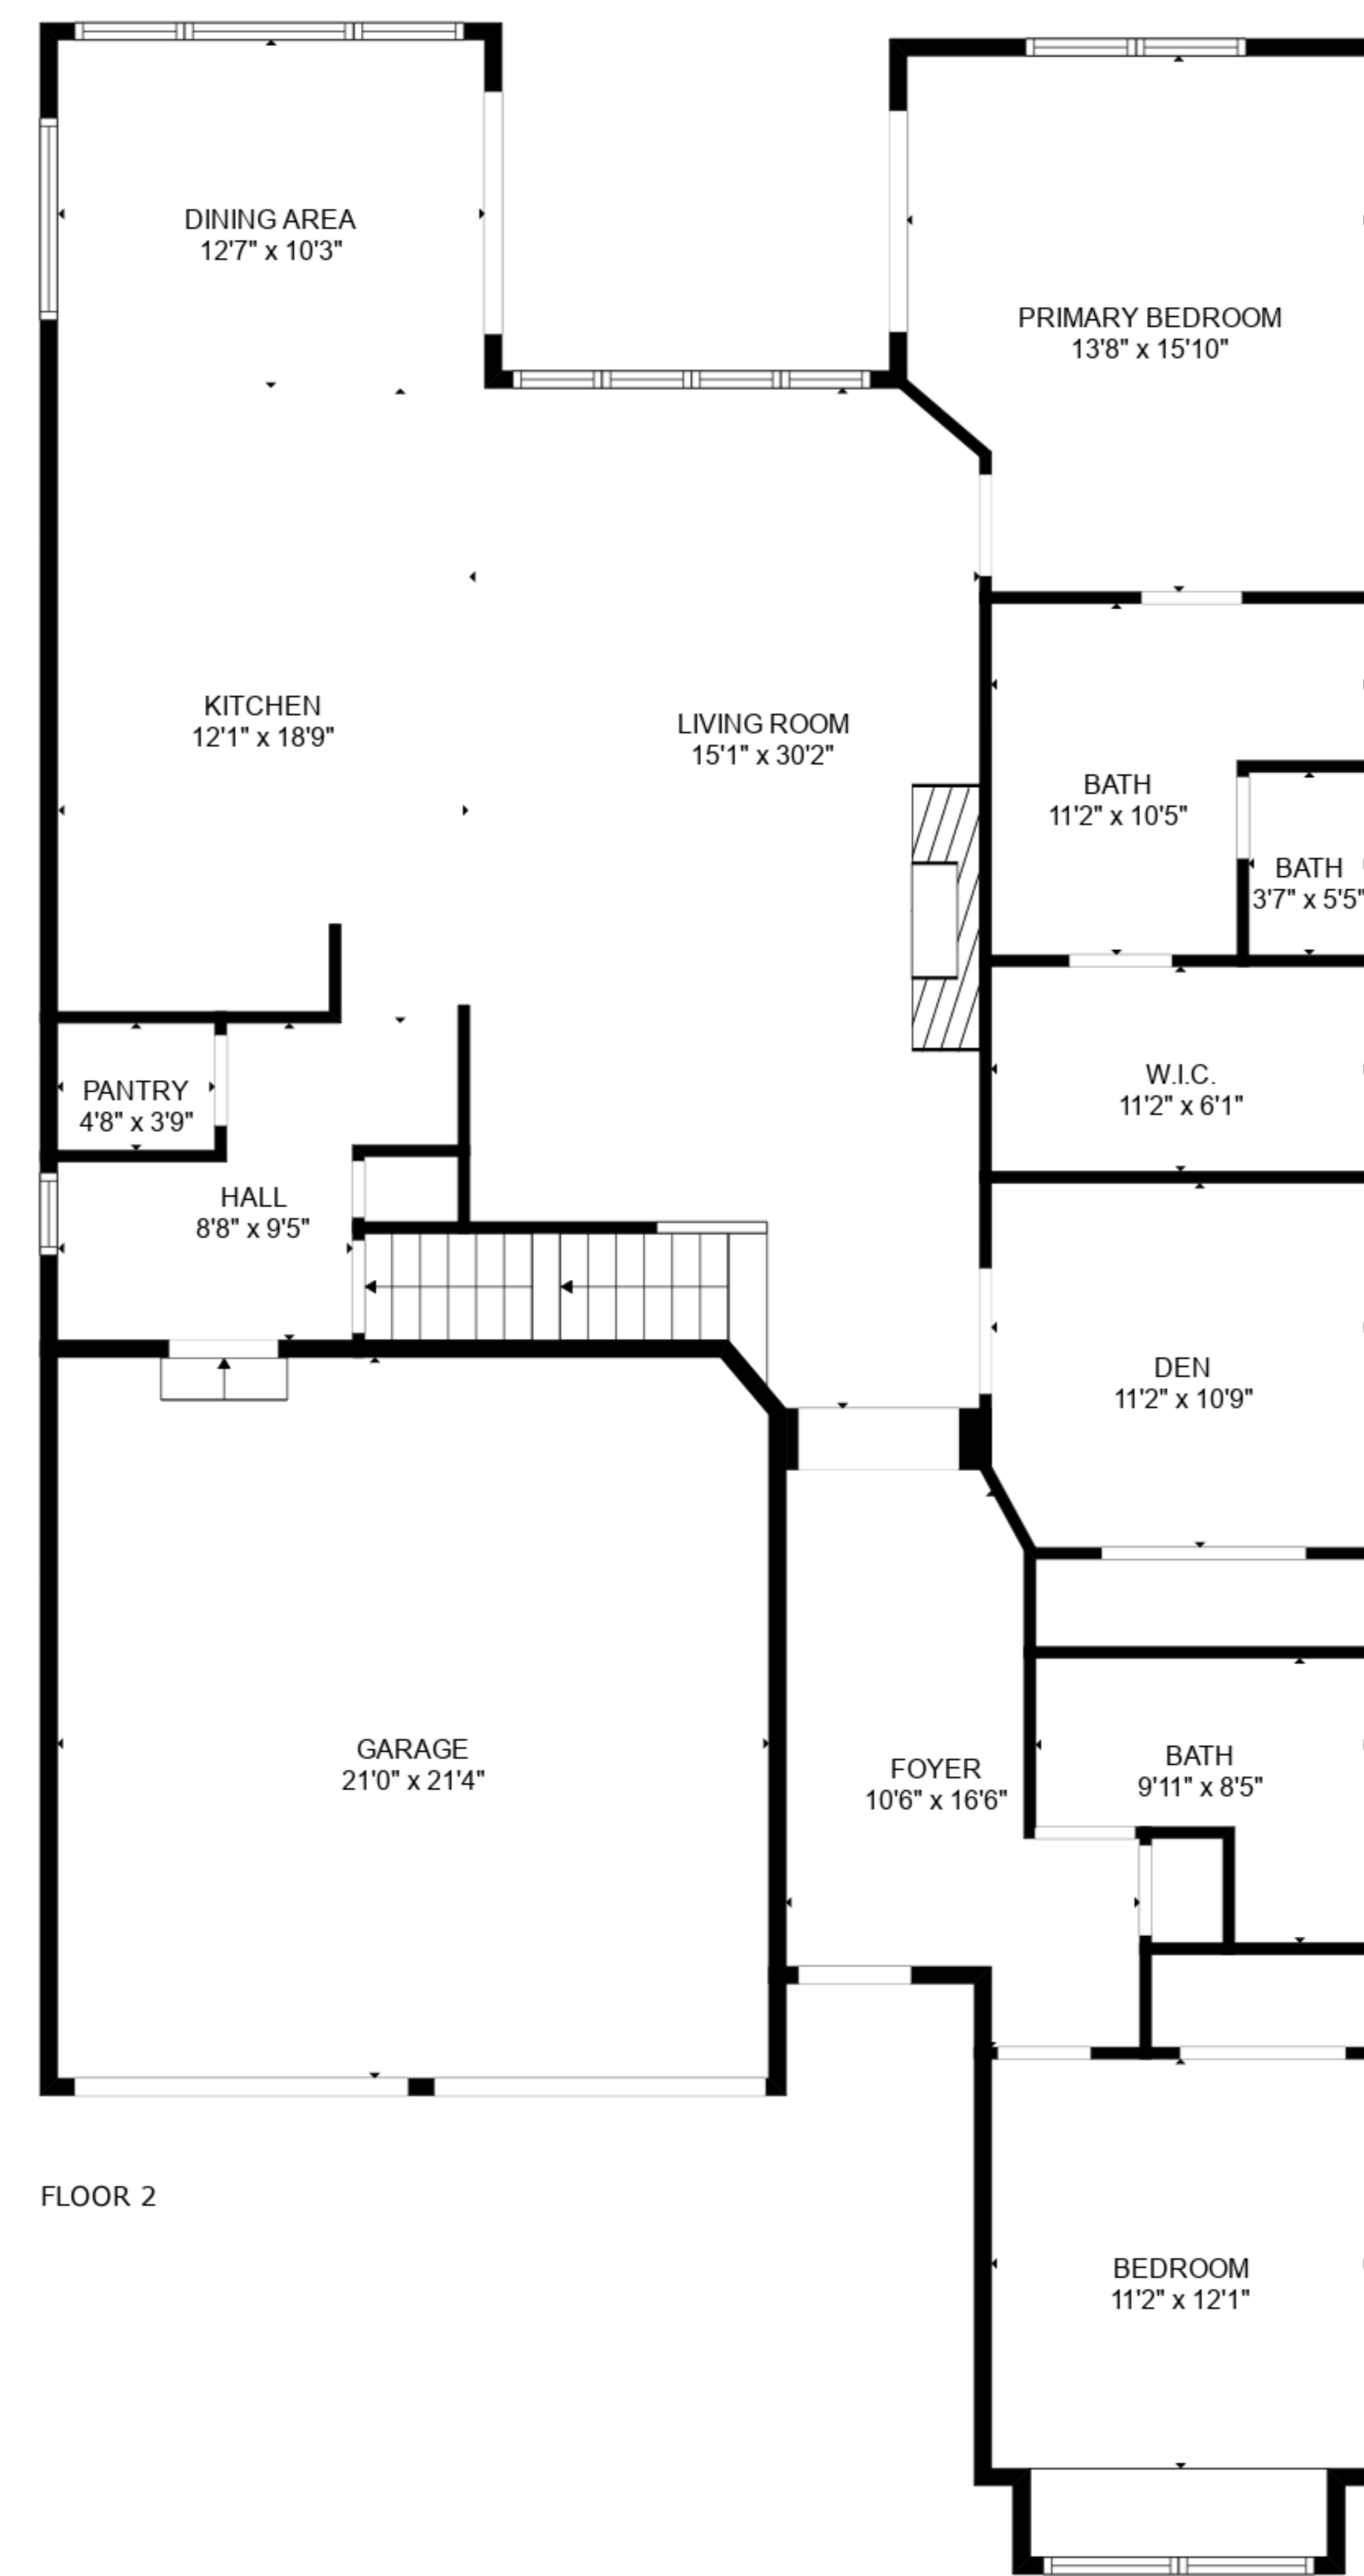 DINING AREA
12'7" x 10'3"
PRIMARY BEDROOM
13'8" x 15'10"
KITCHEN
12'1" x 18'9"
LIVING ROOM
15'1" x 30'2"
BATH
11'2" x 10'5"
BATH
3'7" x 5'5"
PANTRY
4'8" x 3'9"
W.I.C.
11'2" x 6'1"
HALL
8'8" x 9'5"
DEN
11'2" x 10'9"
GARAGE
21'0" x 21'4"
FOYER
10'6" x 16'6"
BATH
9'11" x 8'5"
FLOOR 2
BEDROOM
11'2" x 12'1"